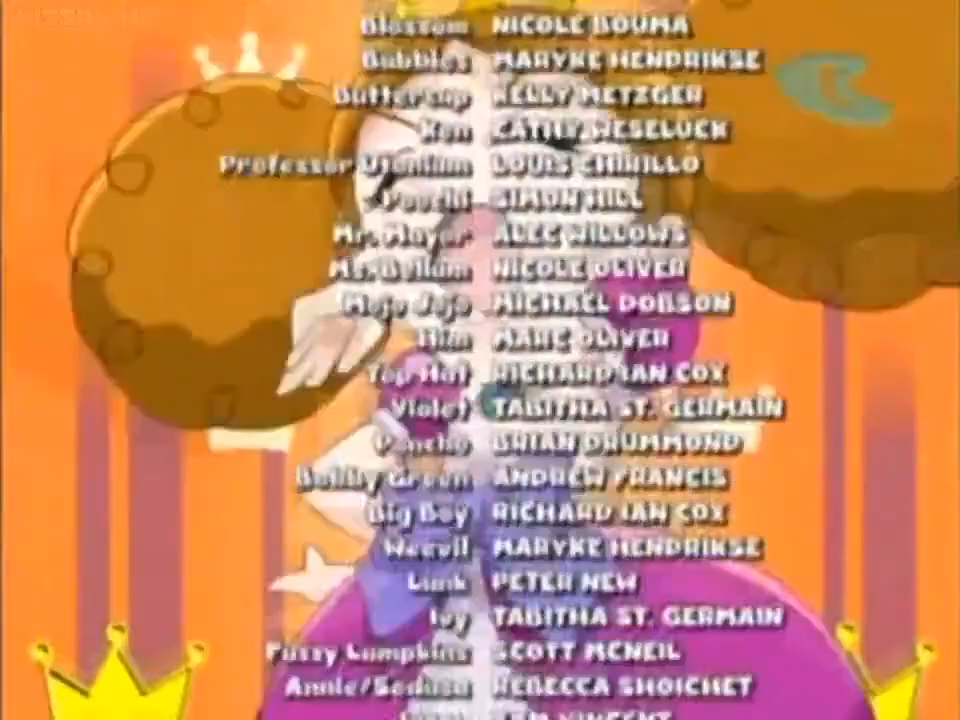 Blossom NICOLE BOUMA
Bubbles MARYKE HENDRIKSE
Buttercup KELLY METZGER
Ken CATHY WESELUCK
Professor Utonium LOUIS CHIRILLO
Poochi SIMON HILL
Mr. Mayor ALEC WILLOWS
Ms. Bellum NICOLE OLIVER
Mojo Jojo MICHAEL DOBSON
Him MARC OLIVER
Top Hat RICHARD IAN COX
Violet TABITHA ST. GERMAIN
Poncho BRIAN DRUMMOND
Bobby Green ANDREW FRANCIS
Big Boy RICHARD IAN COX
Weevil MARYKE HENDRIKSE
Lunk PETER NEW
Ivy TABITHA ST. GERMAIN
Fuzzy Lumpkins SCOTT MCNEIL
Annie/Sedusa REBECCA SHOICHET
SAM VINCENT